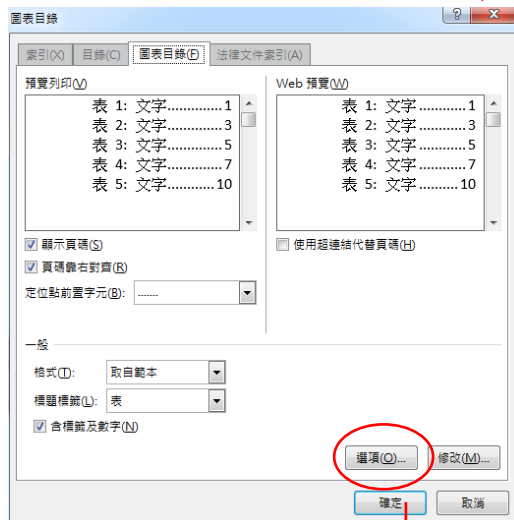 圖表目錄
索引(X) 目錄(C) 圖表目錄(F) 法律文件索引(A)
預覽列印(V)
表 1: 文字..............1
表 2: 文字..............3
表 3: 文字..............5
表 4: 文字..............7
表 5: 文字............10
Web 預覽(W)
表 1: 文字............1
表 2: 文字............3
表 3: 文字............5
表 4: 文字............7
表 5: 文字..........10
顯示頁碼(S)
頁碼靠右對齊(R)
定位點前置字元(B): .......
使用超連結代替頁碼(H)
一般
格式(T): 取自範本
標題標籤(L): 表
含標籤及數字(N)
選項(O)... 修改(M)...
確定 取消